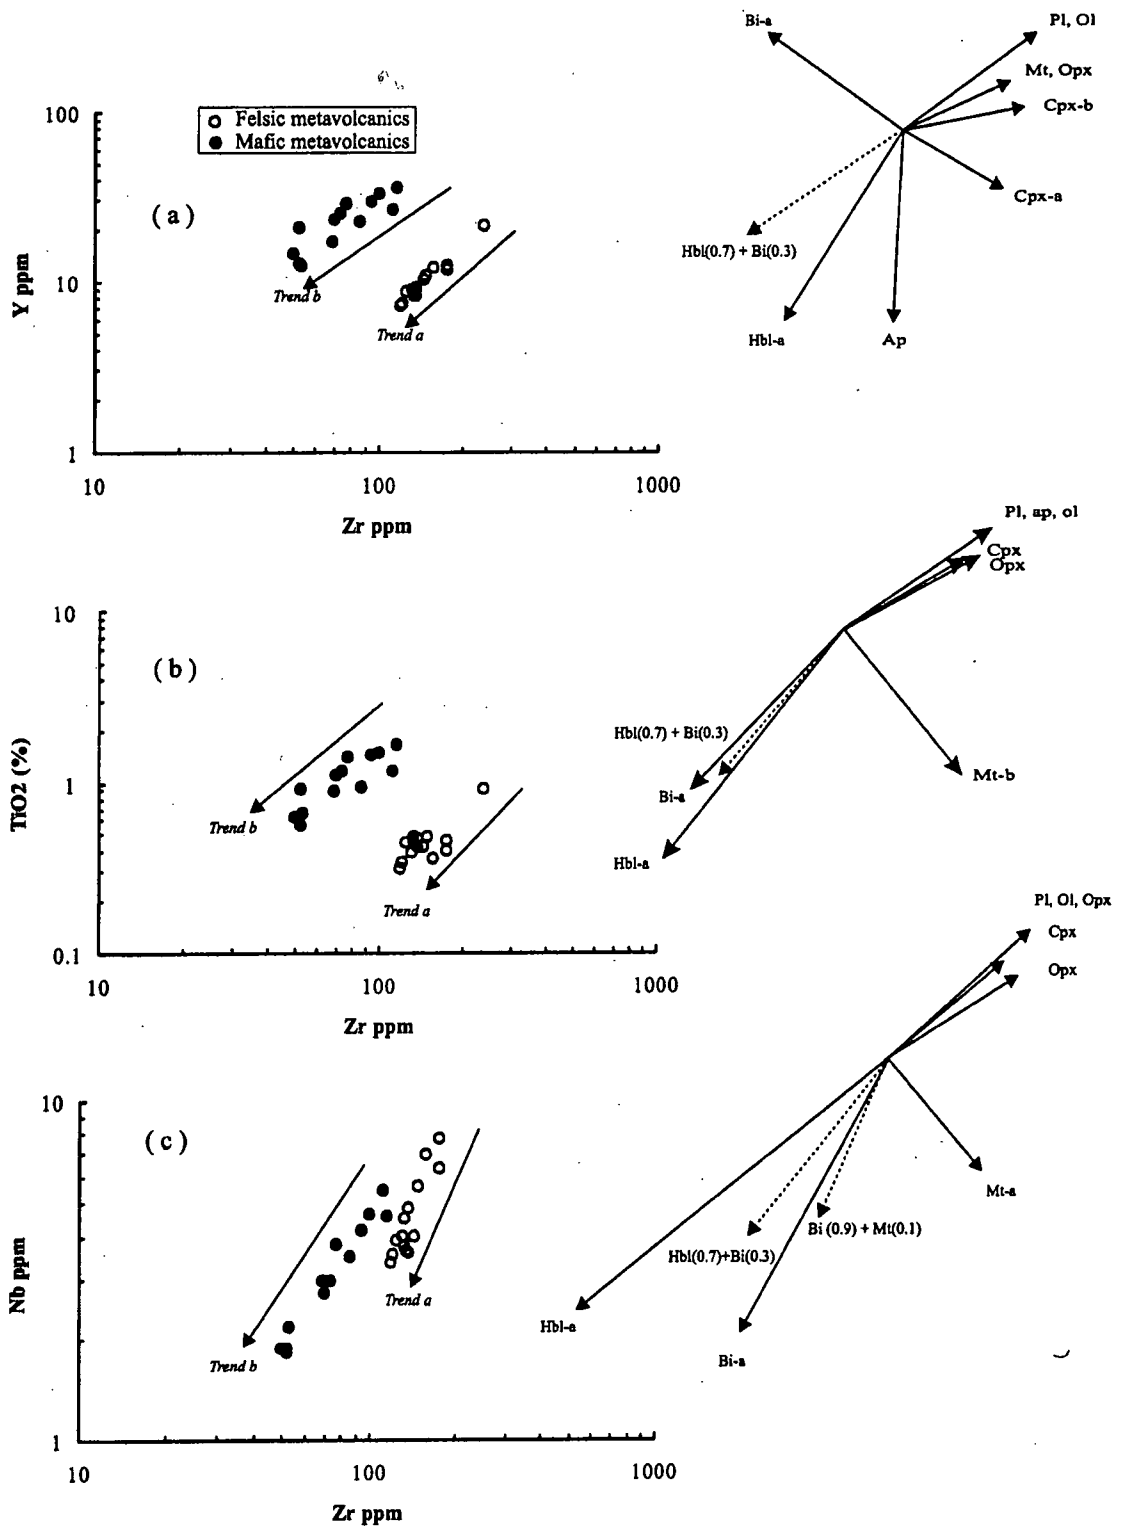 Bi-a
Pl, Ol
Mt, Opx
Cpx-b
Cpx-a
Hbl(0.7) + Bi(0.3)
Hbl-a
Ap
100
Felsic metavolcanics
Mafic metavolcanics
(a)
10
Trend b
Trend a
Y ppm
1
10
100
1000
Zr ppm
Pl, ap, ol
Cpx
Opx
10
(b)
Hbl(0.7) + Bi(0.3)
Mt-b
Bi-a
Hbl-a
1
Trend b
Trend a
TiO2 (%)
0.1
10
100
1000
Zr ppm
Pl, Ol, Opx
Cpx
Opx
10
(c)
Mt-a
Bi (0.9) + Mt(0.1)
Hbl(0.7)+Bi(0.3)
Hbl-a
Bi-a
Trend a
Trend b
Nb ppm
1
10
100
1000
Zr ppm